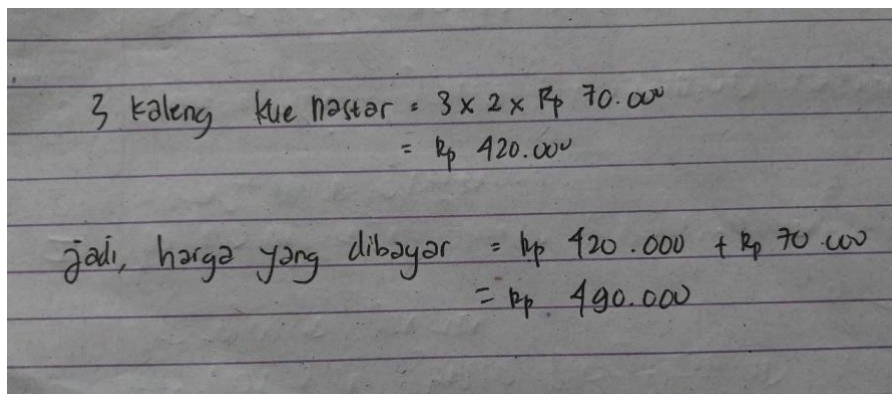 3 kaleng kue nastar = 3 x 2 x Rp 70.000
= Rp 420.000
jadi, harga yang dibayar = Rp 420.000 + Rp 70.000
= Rp. 490.000